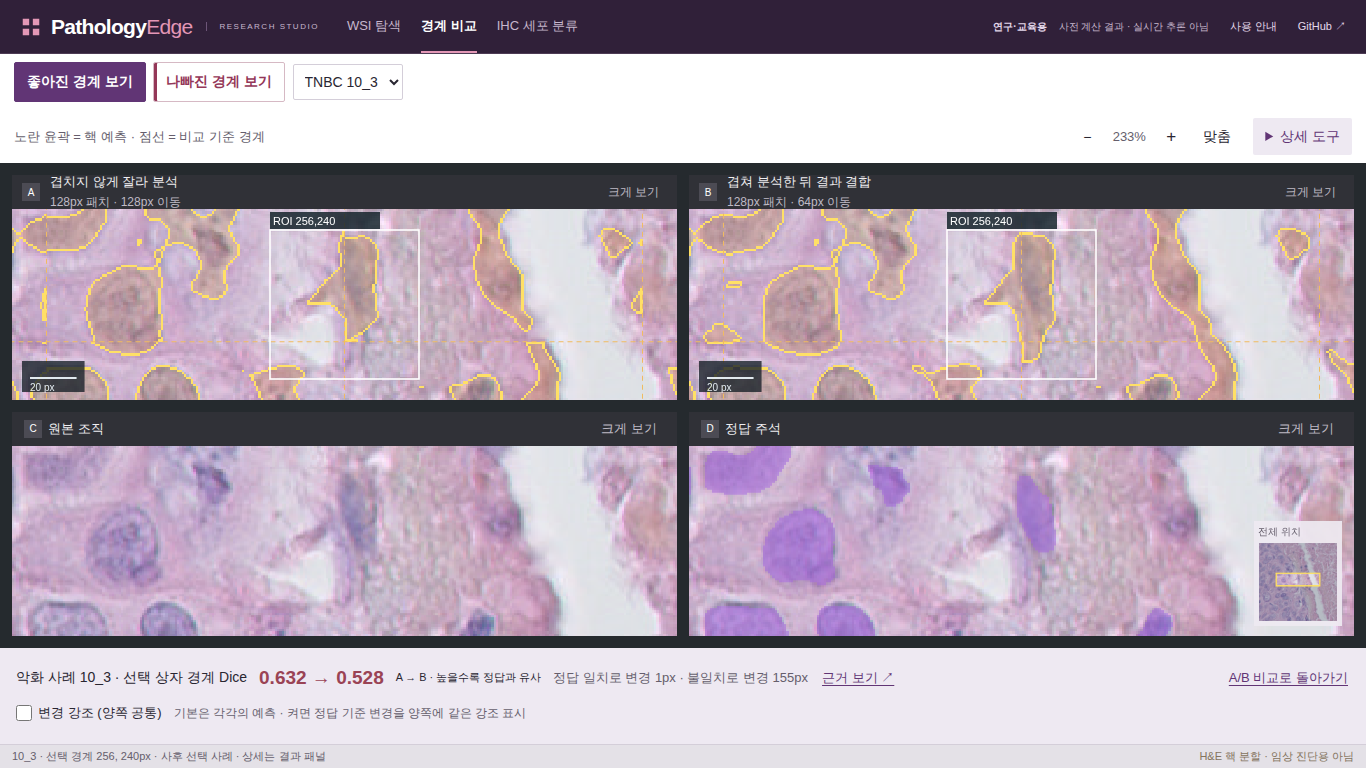 PathologyEdge | RESEARCH STUDIO WSI 탐색 경계 비교 IHC 세포 분류 연구·교육용 사전 계산 결과 · 실시간 추론 아님 사용 안내 GitHub ↗
좋아진 경계 보기 나빠진 경계 보기 TNBC 10_3
노란 윤곽 = 핵 예측 · 점선 = 비교 기준 경계 − 233% + 맞춤 ▶ 상세 도구
A 겹치지 않게 잘라 분석 크게 보기
128px 패치 · 128px 이동
ROI 256,240
20 px
B 겹쳐 분석한 뒤 결과 결합 크게 보기
128px 패치 · 64px 이동
ROI 256,240
20 px
C 원본 조직 크게 보기
D 정답 주석 크게 보기
전체 위치
악화 사례 10_3 · 선택 상자 경계 Dice 0.632 → 0.528 A → B · 높을수록 정답과 유사 정답 일치로 변경 1px · 불일치로 변경 155px 근거 보기 ↗ A/B 비교로 돌아가기
변경 강조 (양쪽 공통) 기본은 각각의 예측 · 켜면 정답 기준 변경을 양쪽에 같은 강조 표시
10_3 · 선택 경계 256, 240px · 사후 선택 사례 · 상세는 결과 패널 H&E 핵 분할 · 임상 진단용 아님